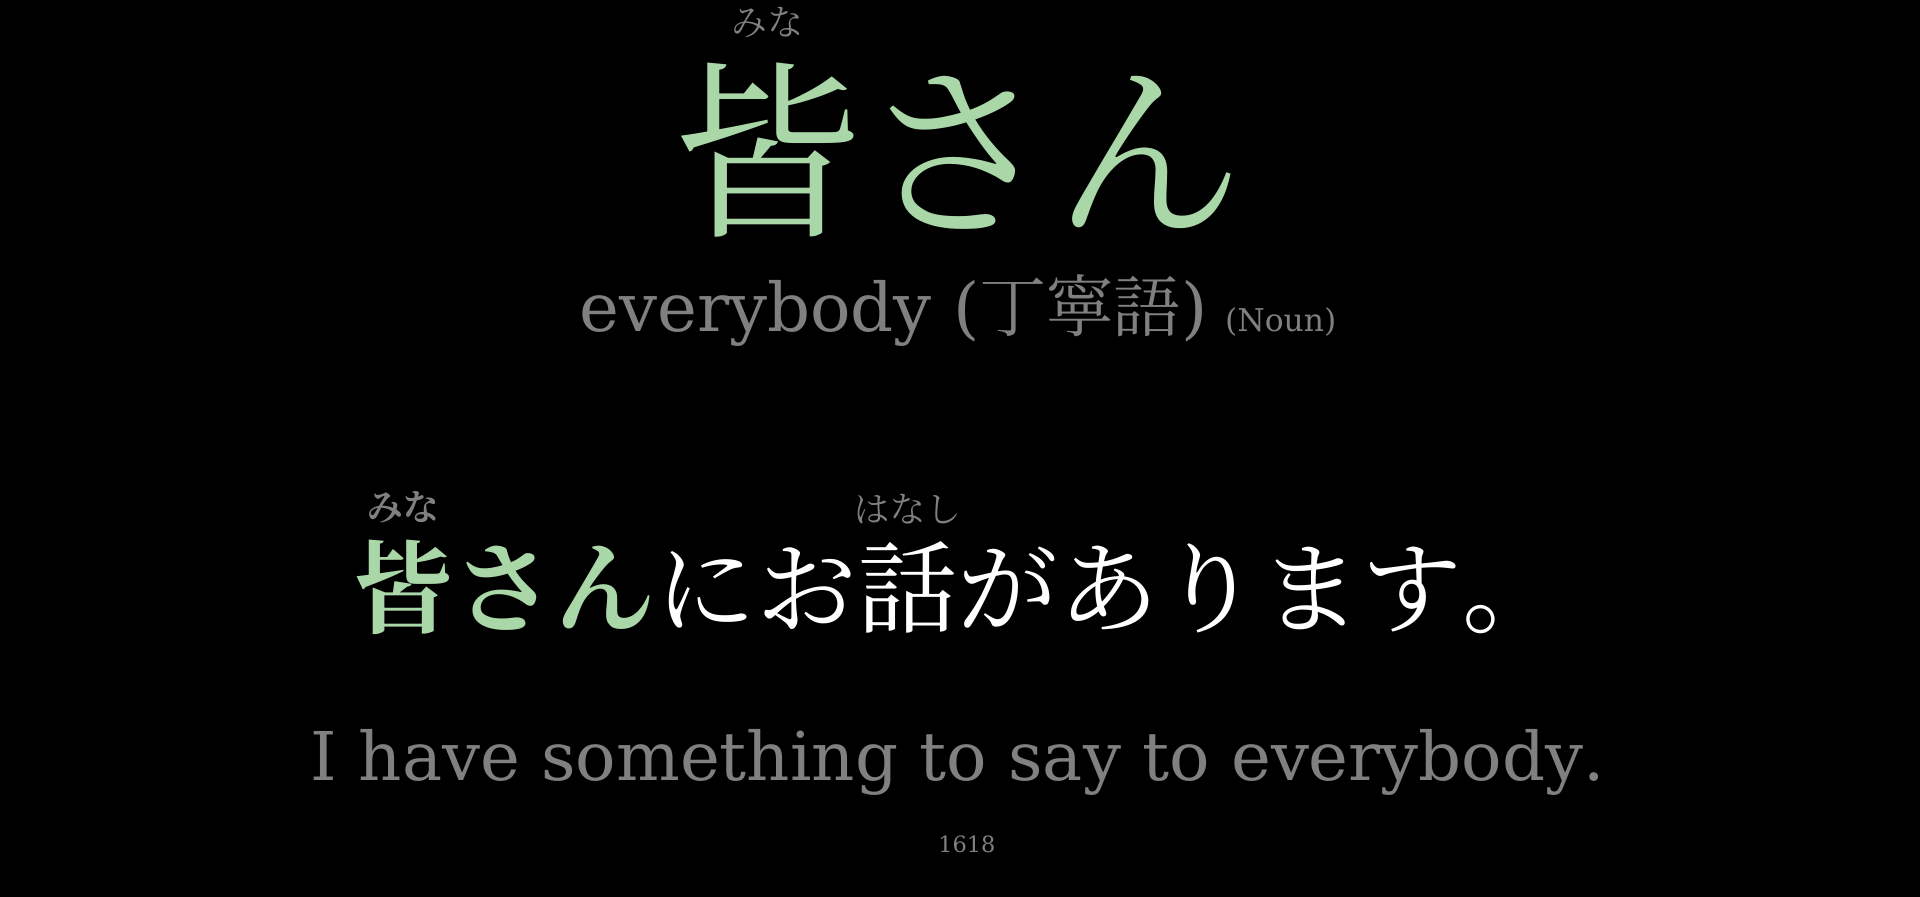 みな
皆さん
everybody (丁寧語) (Noun)
みな はなし
皆さんにお話があります。
I have something to say to everybody.
1618